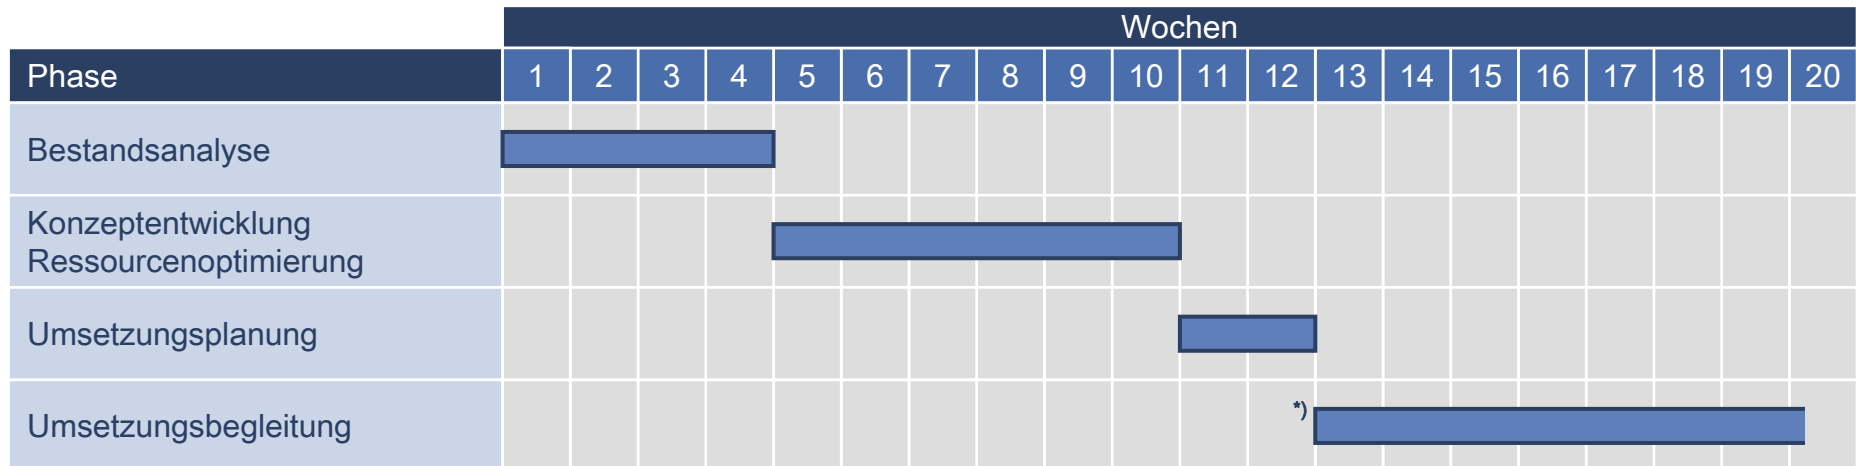 Wochen
Phase 1 2 3 4 5 6 7 8 9 10 11 12 13 14 15 16 17 18 19 20
Bestandsanalyse
Konzeptentwicklung
Ressourcenoptimierung
Umsetzungsplanung
Umsetzungsbegleitung *)